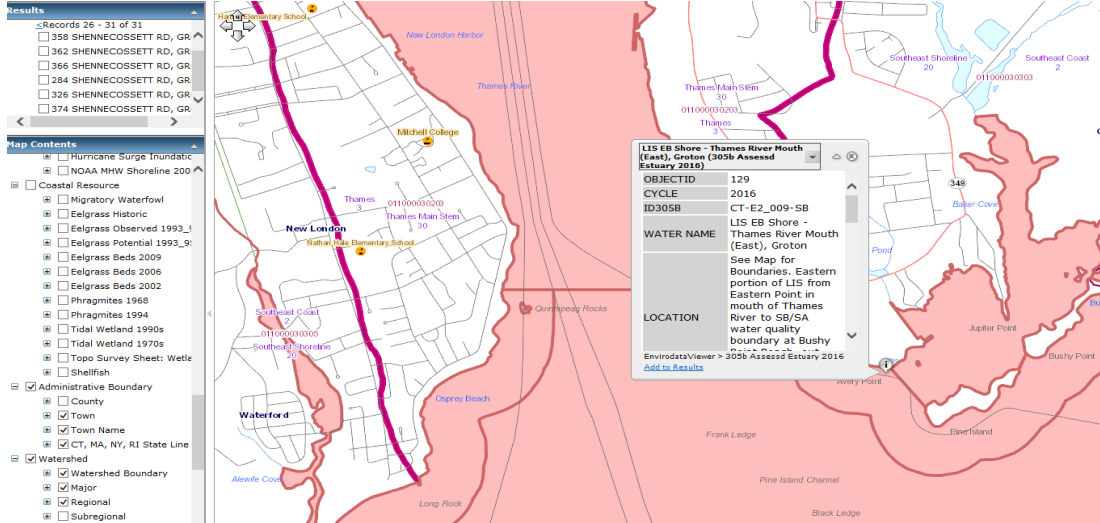 Results
<Records 26 - 31 of 31
358 SHENNECOSSETT RD, GR
362 SHENNECOSSETT RD, GR
366 SHENNECOSSETT RD, GR
284 SHENNECOSSETT RD, GR
326 SHENNECOSSETT RD, GR
374 SHENNECOSSETT RD, GR
Map Contents
Hurricane Surge Inundatio
NOAA MHW Shoreline 200
Coastal Resource
Migratory Waterfowl
Eelgrass Historic
Eelgrass Observed 1993_9
Eelgrass Potential 1993_9
Eelgrass Beds 2009
Eelgrass Beds 2006
Eelgrass Beds 2002
Phragmites 1968
Phragmites 1994
Tidal Wetland 1990s
Tidal Wetland 1970s
Topo Survey Sheet: Wetla
Shellfish
Administrative Boundary
County
Town
Town Name
CT, MA, NY, RI State Line
Watershed
Watershed Boundary
Major
Regional
Subregional
Elementary School
New London Harbor
Thames River
Mitchell College
Thames
3
011000030203
Thames Main Stem
30
New London
Nathan Hale Elementary School
Southeast Coast
2
011000030305
Southeast Shoreline
20
Waterford
Alewife Cove
Osprey Beach
Long Rock
Quinnipeag Rocks
Thames Main Stem
30
011000030203
Thames
3
Southeast Shoreline
20
Southeast Coast
2
011000030303
349
Baker Cove
Pond
Jupiter Point
Bushy Point
Bu
Avery Point
Pine Island
Frank Ledge
Pine Island Channel
Black Ledge
LIS EB Shore - Thames River Mouth
(East), Groton (305b Assessd
Estuary 2016)
OBJECTID 129
CYCLE 2016
ID305B CT-E2_009-SB
WATER NAME LIS EB Shore -
Thames River Mouth
(East), Groton
LOCATION See Map for
Boundaries. Eastern
portion of LIS from
Eastern Point in
mouth of Thames
River to SB/SA
water quality
boundary at Bushy
EnvirodataViewer > 305b Assessd Estuary 2016
Add to Results